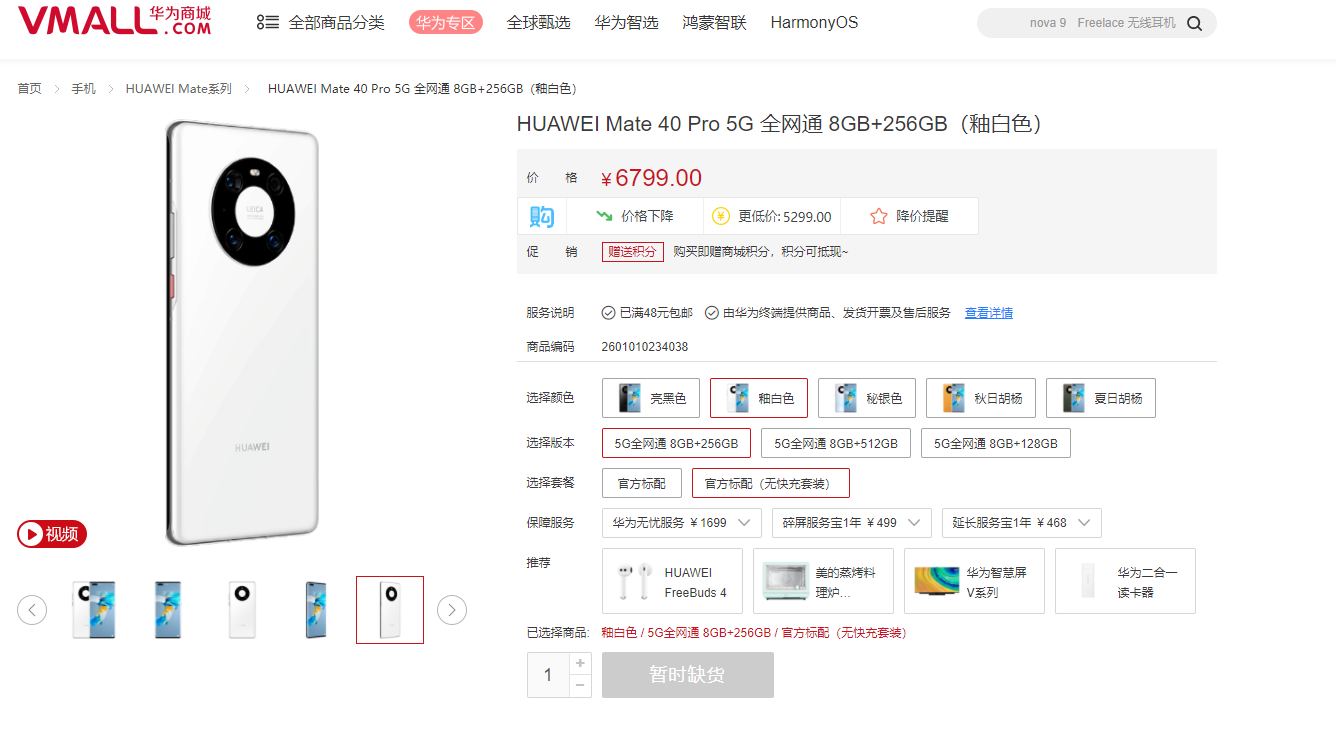 VMALL 华为商城 .COM
全部商品分类 华为专区 全球甄选 华为智选 鸿蒙智联 HarmonyOS
nova 9 Freelace 无线耳机
首页 手机 HUAWEI Mate系列 HUAWEI Mate 40 Pro 5G 全网通 8GB+256GB（釉白色）
HUAWEI Mate 40 Pro 5G 全网通 8GB+256GB（釉白色）
价 格 ¥ 6799.00
购 价格下降 ¥ 更低价: 5299.00 降价提醒
促 销 赠送积分 购买即赠商城积分，积分可抵现~
服务说明 已满48元包邮 由华为终端提供商品、发货开票及售后服务 查看详情
商品编码 2601010234038
选择颜色 亮黑色 釉白色 秘银色 秋日胡杨 夏日胡杨
选择版本 5G全网通 8GB+256GB 5G全网通 8GB+512GB 5G全网通 8GB+128GB
选择套餐 官方标配 官方标配（无快充套装）
保障服务 华为无忧服务 ¥ 1699 碎屏服务宝1年 ¥ 499 延长服务宝1年 ¥ 468
推荐
HUAWEI
FreeBuds 4
美的蒸烤料
理炉...
华为智慧屏
V系列
华为二合一
读卡器
已选择商品: 釉白色 / 5G全网通 8GB+256GB / 官方标配（无快充套装）
1 + − 暂时缺货
LEICA
HUAWEI
视频